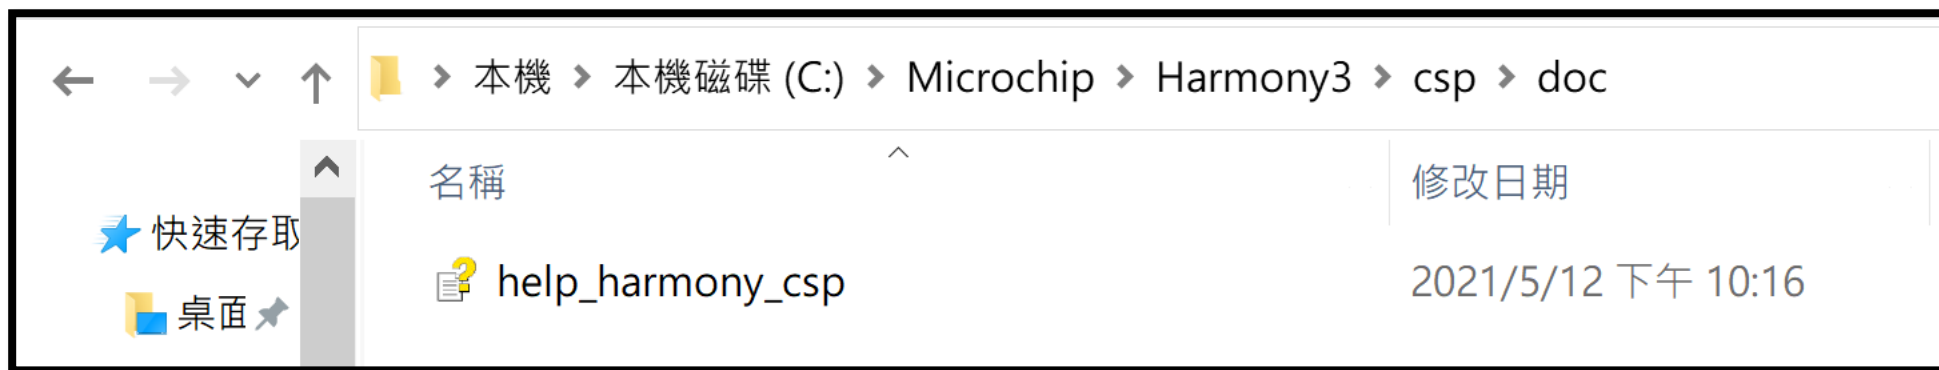 本機 > 本機磁碟 (C:) > Microchip > Harmony3 > csp > doc
名稱 修改日期
快速存取
help_harmony_csp 2021/5/12 下午 10:16
桌面